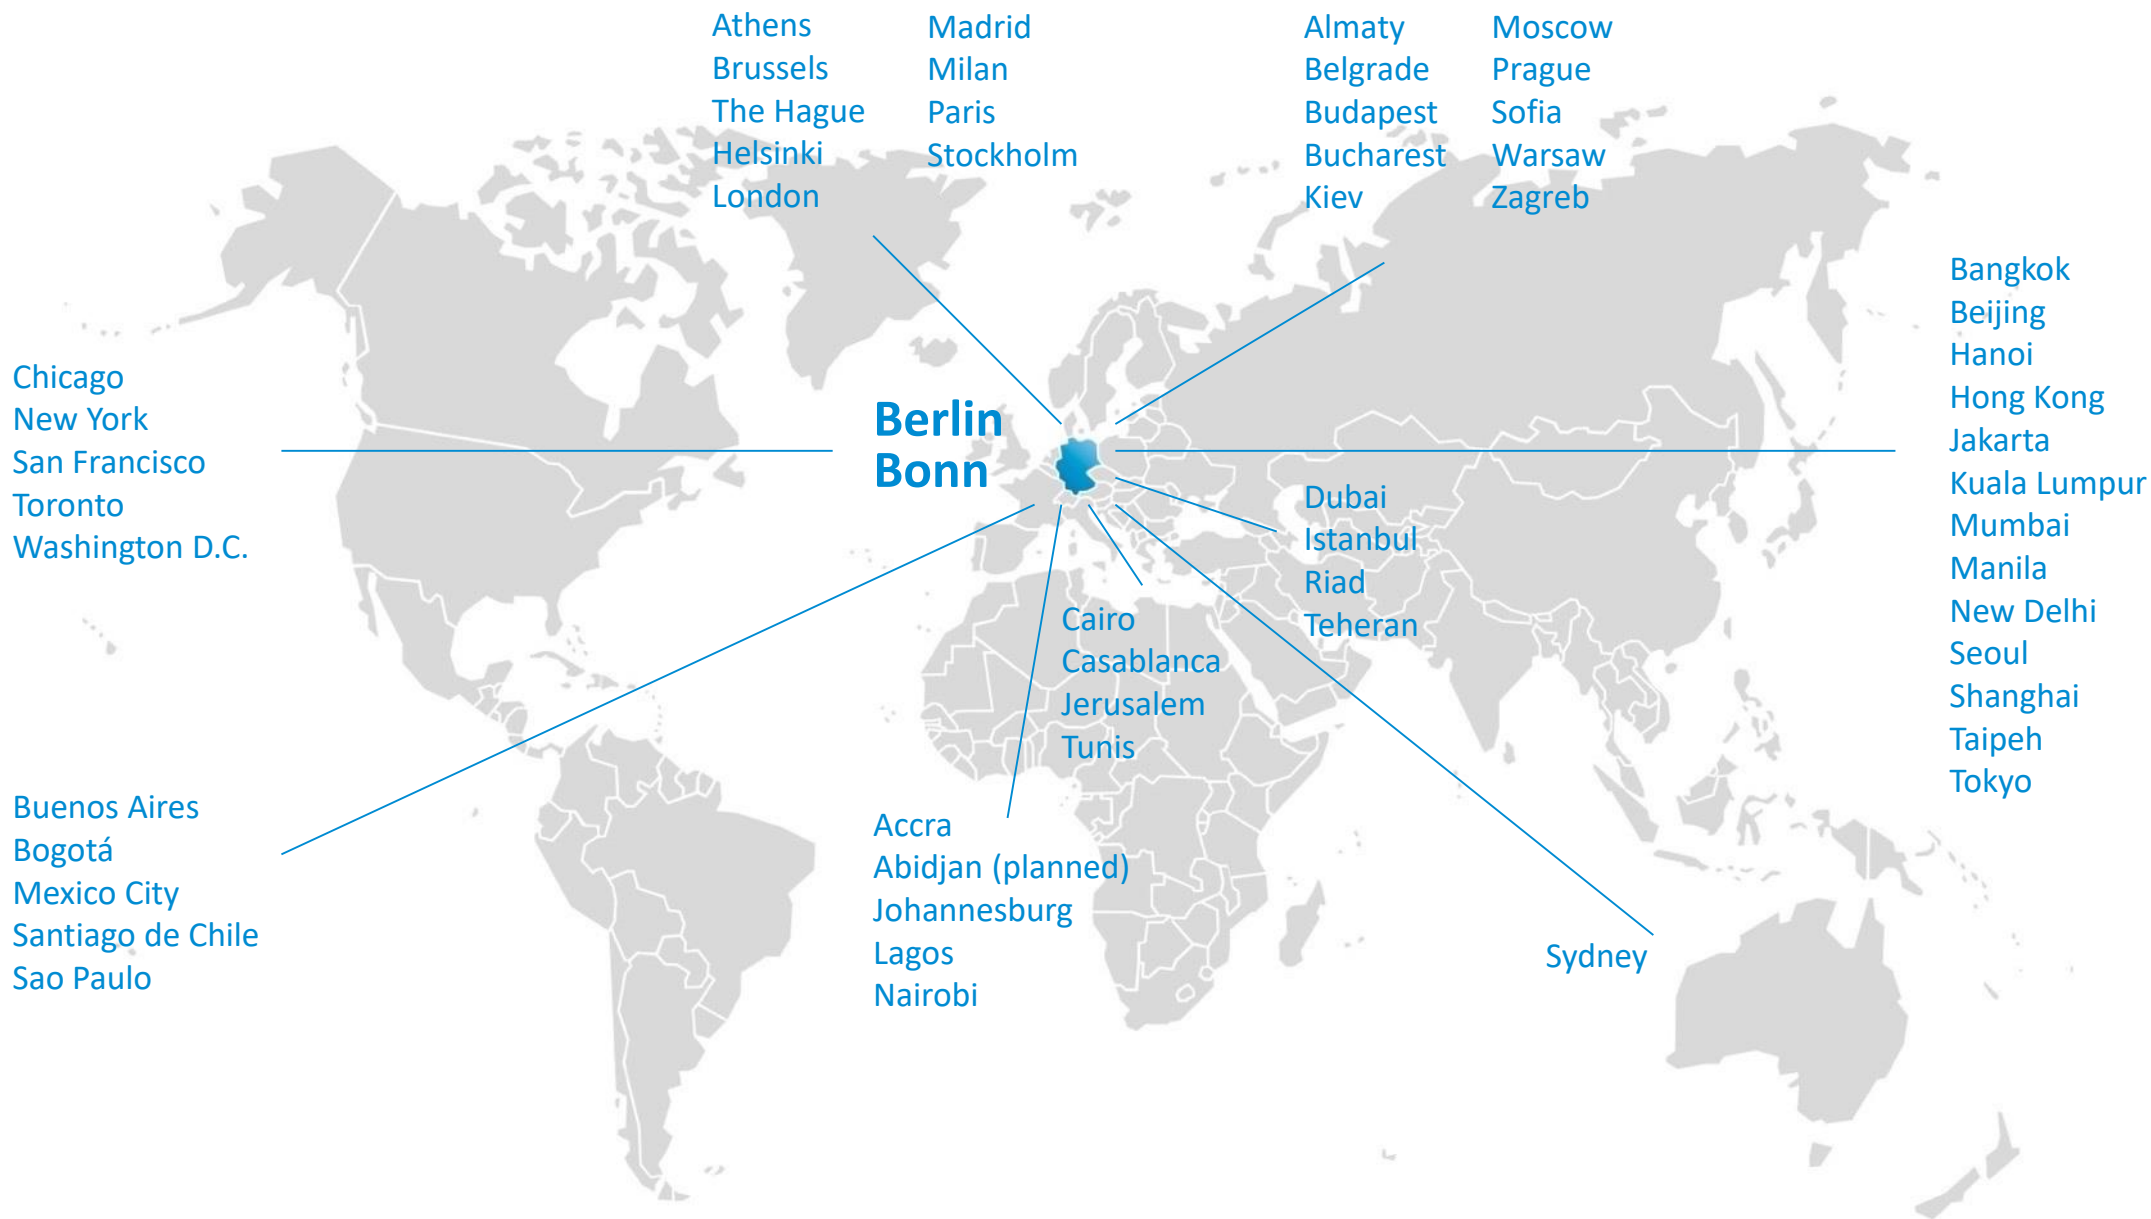 Athens
Brussels
The Hague
Helsinki
London
Madrid
Milan
Paris
Stockholm
Almaty
Belgrade
Budapest
Bucharest
Kiev
Moscow
Prague
Sofia
Warsaw
Zagreb
Chicago
New York
San Francisco
Toronto
Washington D.C.
Berlin
Bonn
Bangkok
Beijing
Hanoi
Hong Kong
Jakarta
Kuala Lumpur
Mumbai
Manila
New Delhi
Seoul
Shanghai
Taipeh
Tokyo
Dubai
Istanbul
Riad
Teheran
Cairo
Casablanca
Jerusalem
Tunis
Buenos Aires
Bogotá
Mexico City
Santiago de Chile
Sao Paulo
Accra
Abidjan (planned)
Johannesburg
Lagos
Nairobi
Sydney